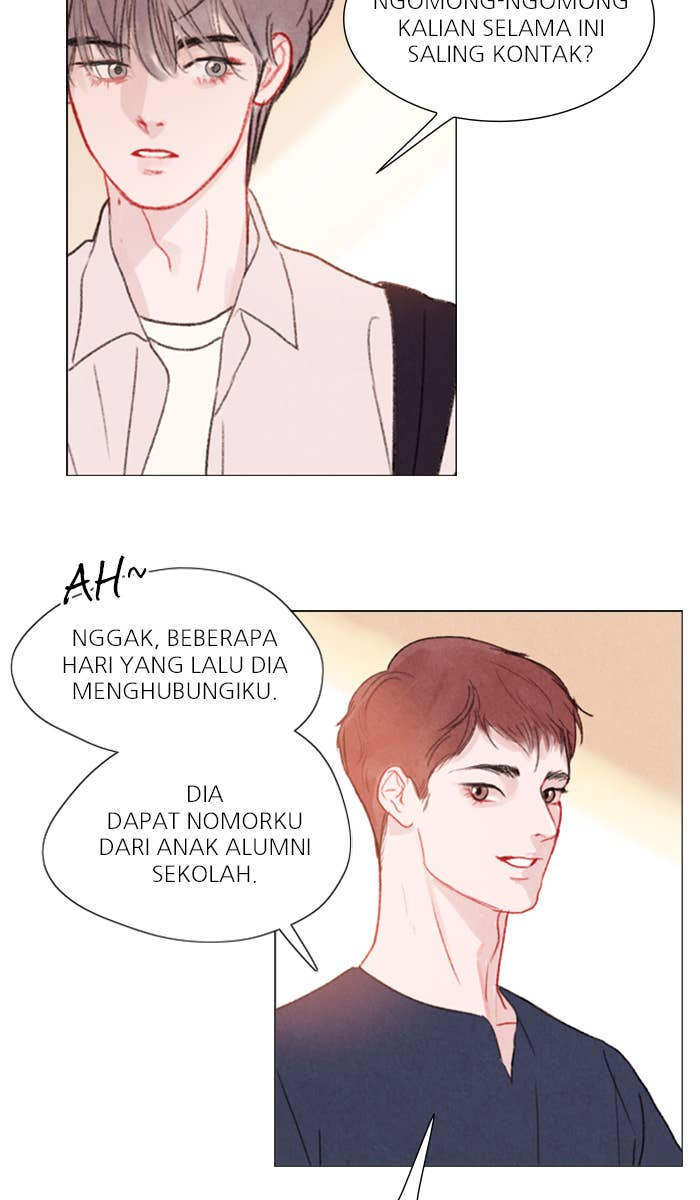 NGOMONG-NGOMONG
KALIAN SELAMA INI
SALING KONTAK?
AH~
NGGAK, BEBERAPA
HARI YANG LALU DIA
MENGHUBUNGIKU.
DIA
DAPAT NOMORKU
DARI ANAK ALUMNI
SEKOLAH.